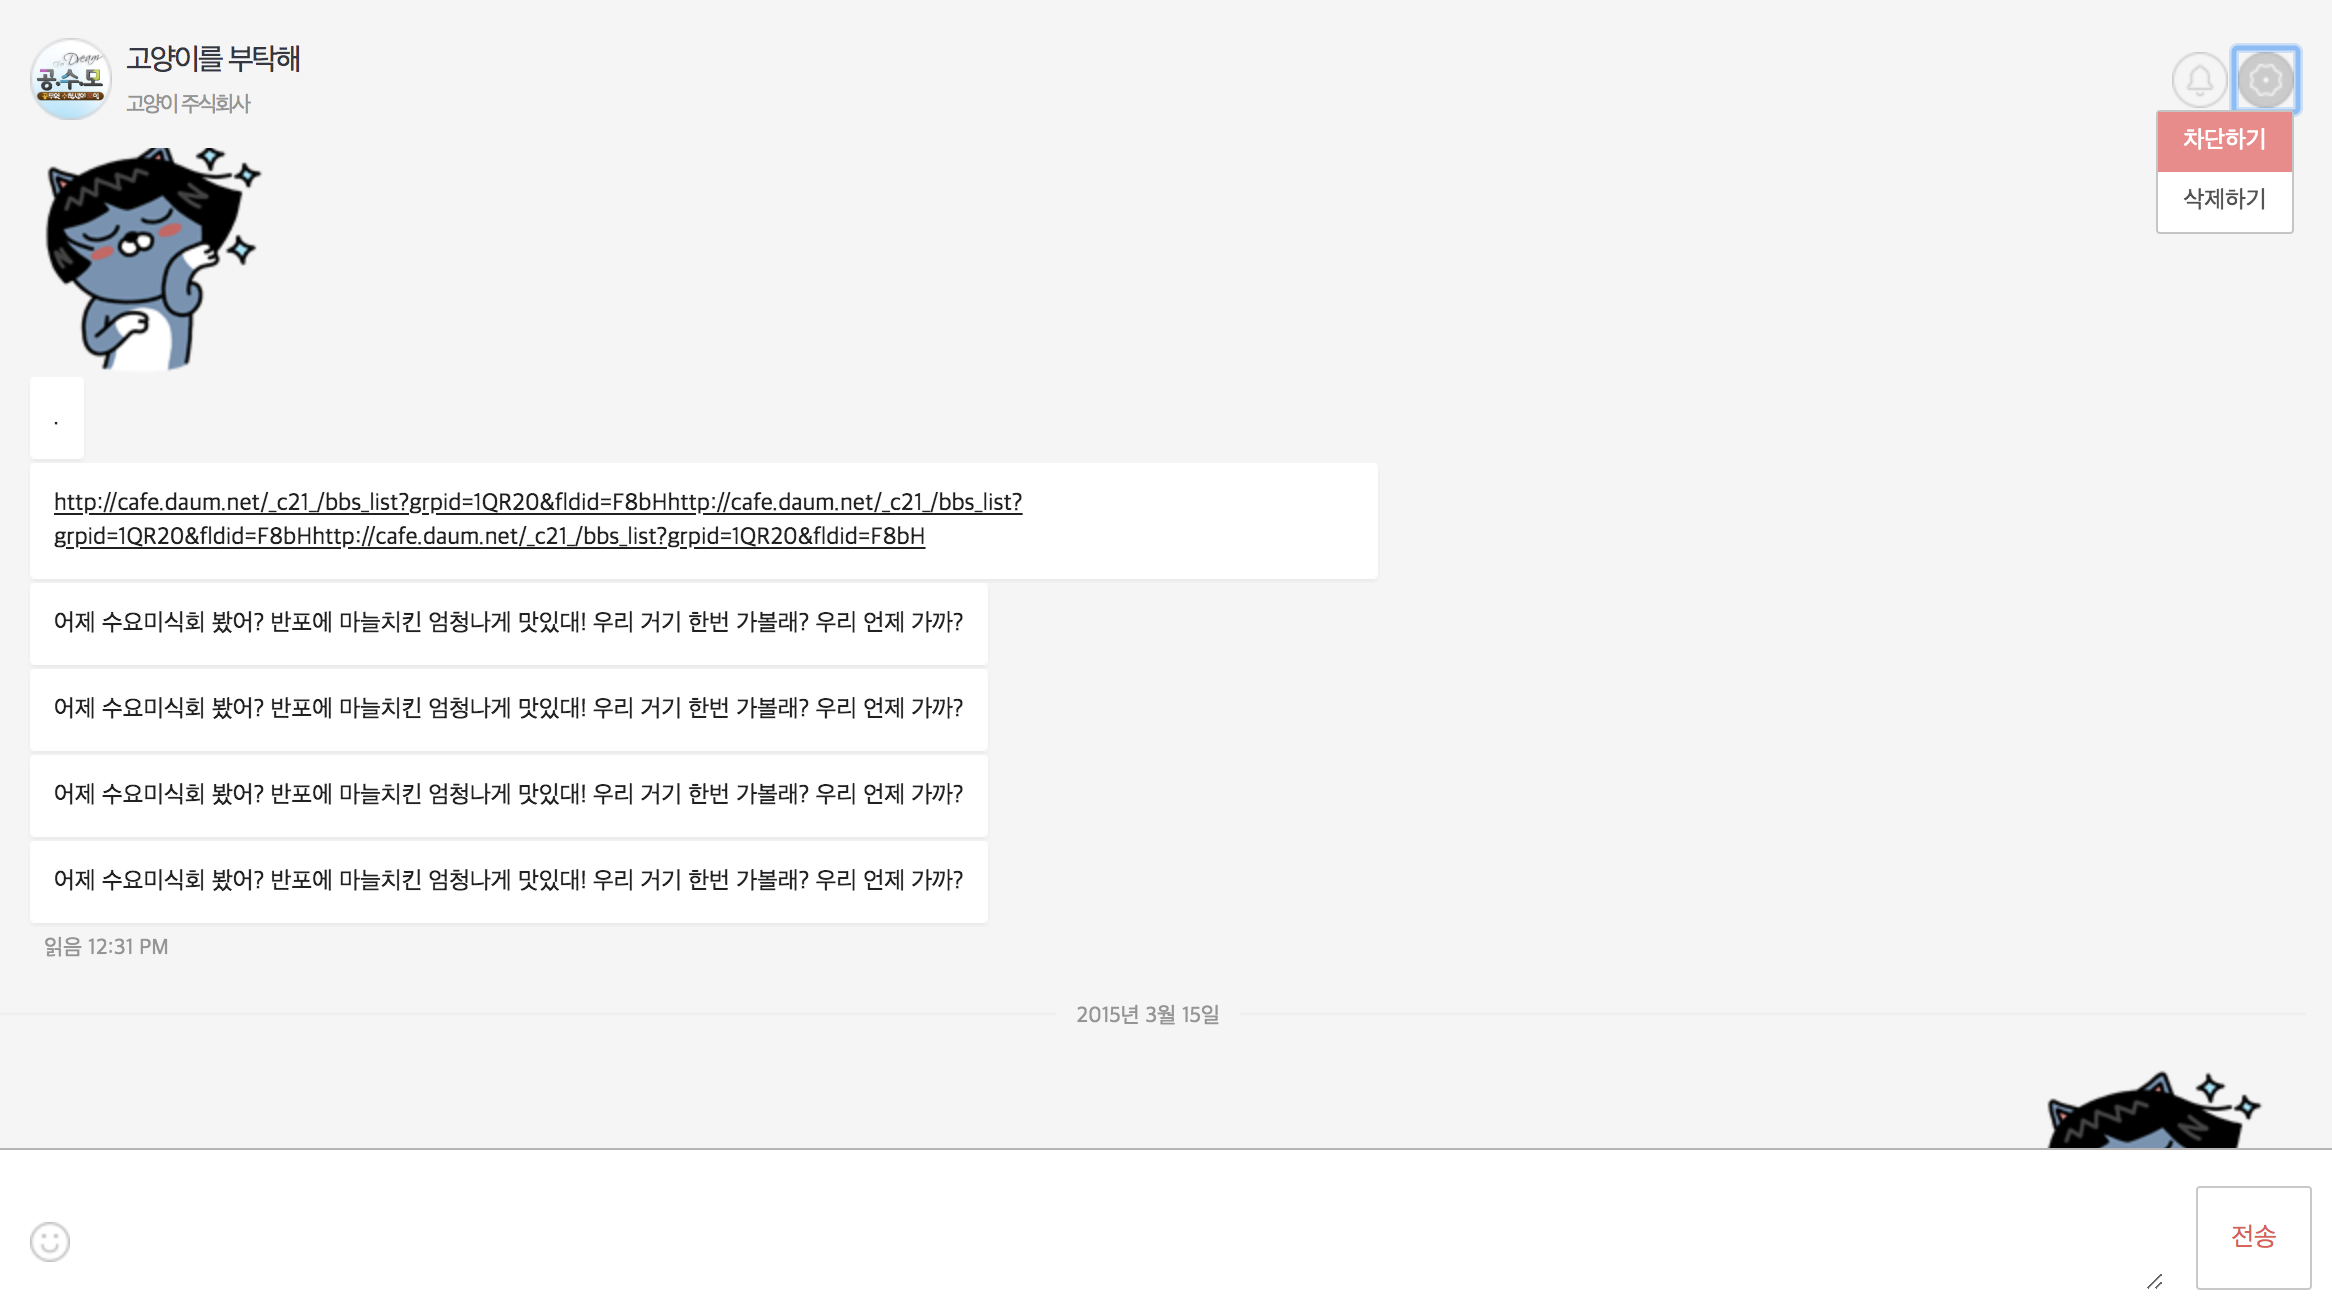 Dream
공.수.모
고양이를 부탁해
고양이 주식회사
차단하기
삭제하기
.
http://cafe.daum.net/_c21_/bbs_list?grpid=1QR20&fldid=F8bHhttp://cafe.daum.net/_c21_/bbs_list?
grpid=1QR20&fldid=F8bHhttp://cafe.daum.net/_c21_/bbs_list?grpid=1QR20&fldid=F8bH
어제 수요미식회 봤어? 반포에 마늘치킨 엄청나게 맛있대! 우리 거기 한번 가볼래? 우리 언제 가까?
어제 수요미식회 봤어? 반포에 마늘치킨 엄청나게 맛있대! 우리 거기 한번 가볼래? 우리 언제 가까?
어제 수요미식회 봤어? 반포에 마늘치킨 엄청나게 맛있대! 우리 거기 한번 가볼래? 우리 언제 가까?
어제 수요미식회 봤어? 반포에 마늘치킨 엄청나게 맛있대! 우리 거기 한번 가볼래? 우리 언제 가까?
읽음 12:31 PM
2015년 3월 15일
전송